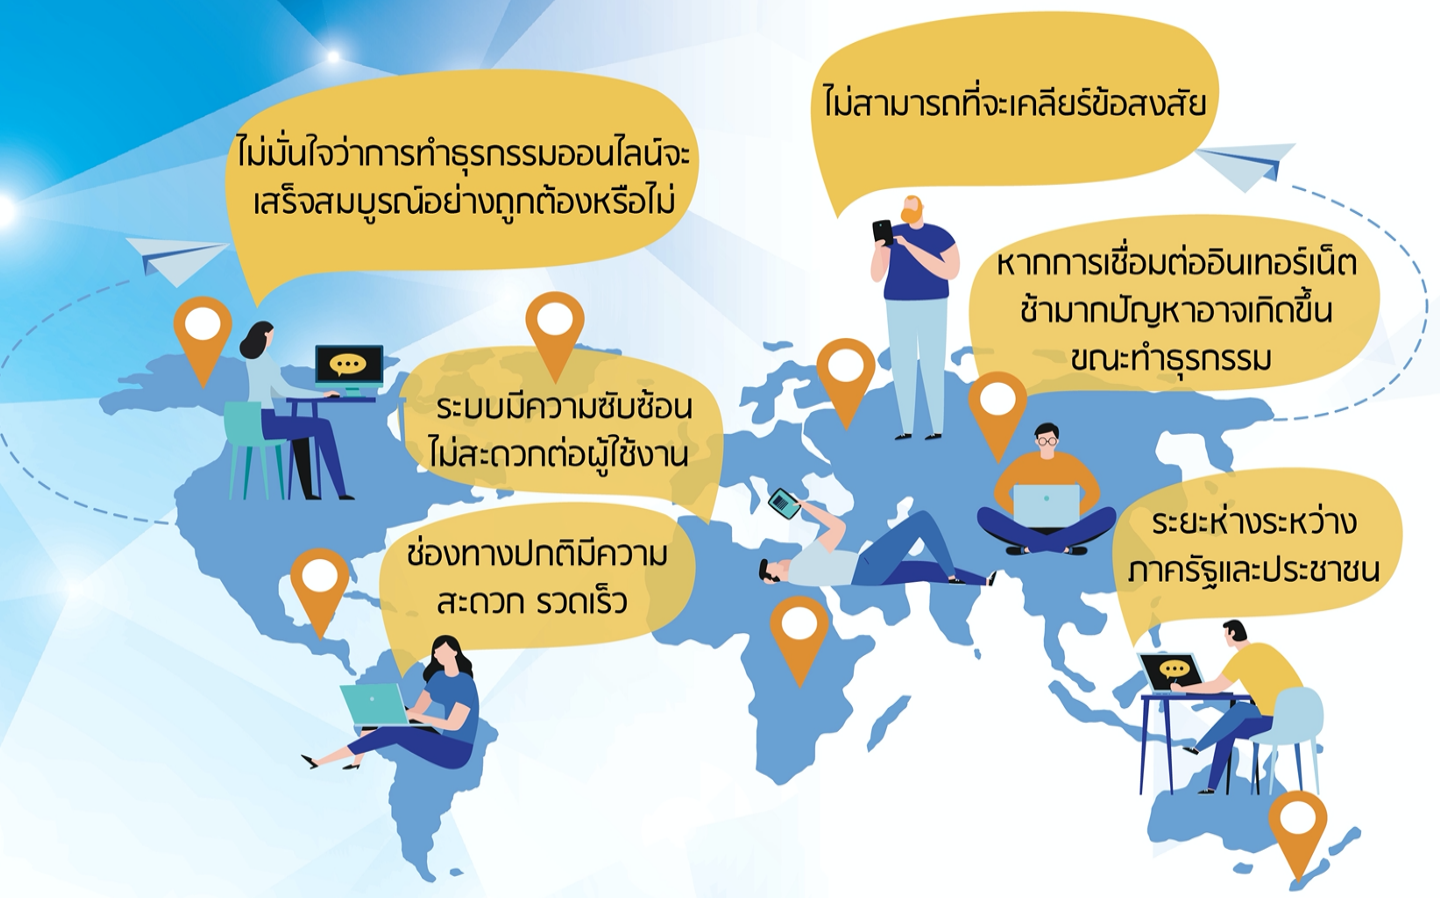 ไม่มั่นใจว่าการทำธุรกรรมออนไลน์จะ
เสร็จสมบูรณ์อย่างถูกต้องหรือไม่
ไม่สามารถที่จะเคลียร์ข้อสงสัย
หากการเชื่อมต่ออินเทอร์เน็ต
ช้ามากปัญหาอาจเกิดขึ้น
ขณะทำธุรกรรม
ระบบมีความซับซ้อน
ไม่สะดวกต่อผู้ใช้งาน
ช่องทางปกติมีความ
สะดวก รวดเร็ว
ระยะห่างระหว่าง
ภาครัฐและประชาชน